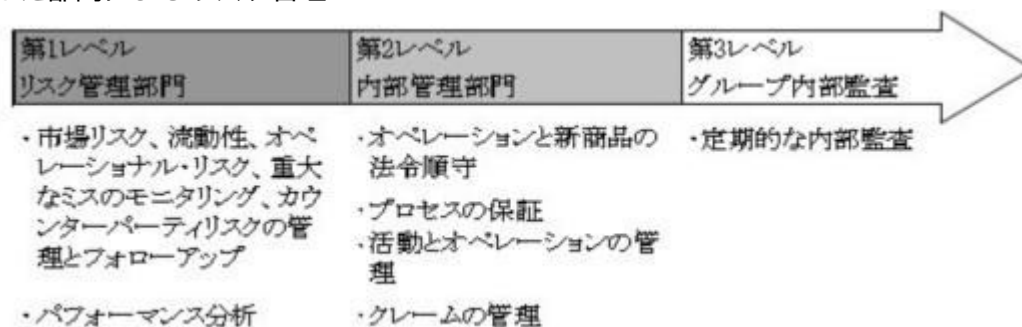 第1レベル
リスク管理部門
第2レベル
内部管理部門
第3レベル
グループ内部監査
・市場リスク、流動性、オペ
レーショナル・リスク、重大
なミスのモニタリング、カウ
ンターパーティリスクの管
理とフォローアップ
・パフォーマンス分析
・オペレーションと新商品の
法令順守
・プロセスの保証
・活動とオペレーションの管
理
・クレームの管理
・定期的な内部監査